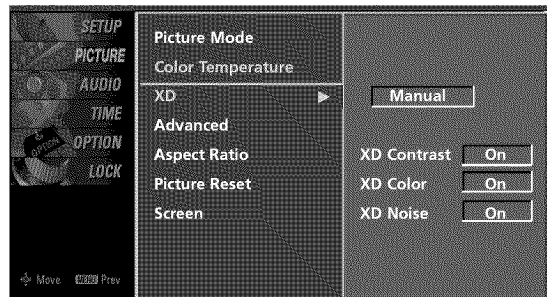 SETUP
PICTURE
AUDIO
TIME
OPTION
LOCK
Move MENU Prev
Picture Mode
Color Temperature
XD
Advanced
Aspect Ratio
Picture Reset
Screen
Manual
XD Contrast On
XD Color On
XD Noise On